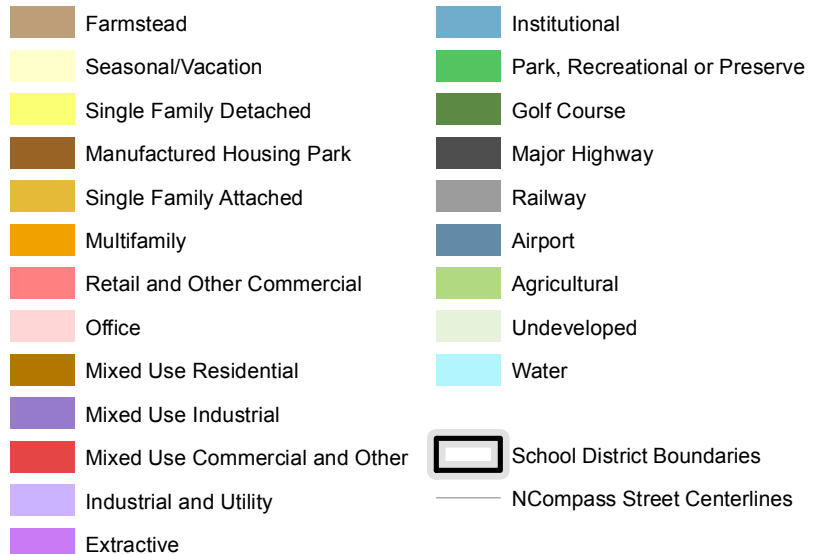 Farmstead
Seasonal/Vacation
Single Family Detached
Manufactured Housing Park
Single Family Attached
Multifamily
Retail and Other Commercial
Office
Mixed Use Residential
Mixed Use Industrial
Mixed Use Commercial and Other
Industrial and Utility
Extractive
Institutional
Park, Recreational or Preserve
Golf Course
Major Highway
Railway
Airport
Agricultural
Undeveloped
Water
School District Boundaries
NCompass Street Centerlines